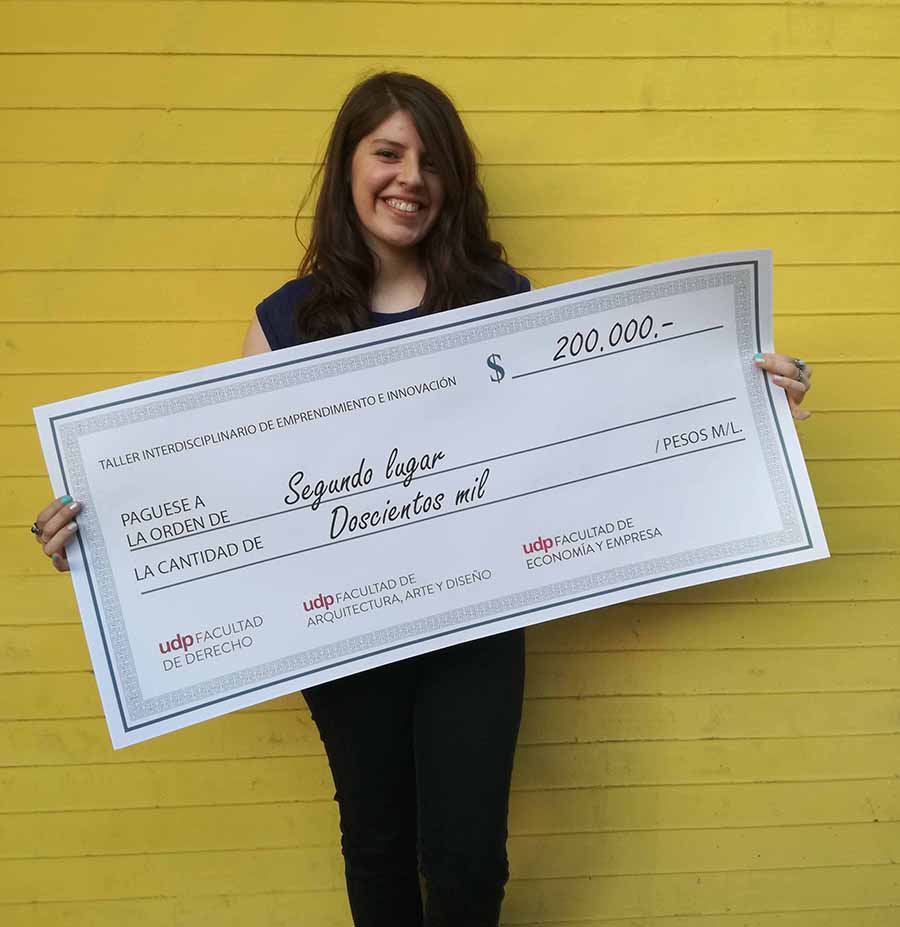 TALLER INTERDISCIPLINARIO DE EMPRENDIMIENTO E INNOVACIÓN
$ 200.000.-
PAGUESE A
LA ORDEN DE Segundo lugar
LA CANTIDAD DE Doscientos mil / PESOS M/L.
udp FACULTAD
DE DERECHO
udp FACULTAD DE
ARQUITECTURA, ARTE Y DISEÑO
udp FACULTAD DE
ECONOMÍA Y EMPRESA